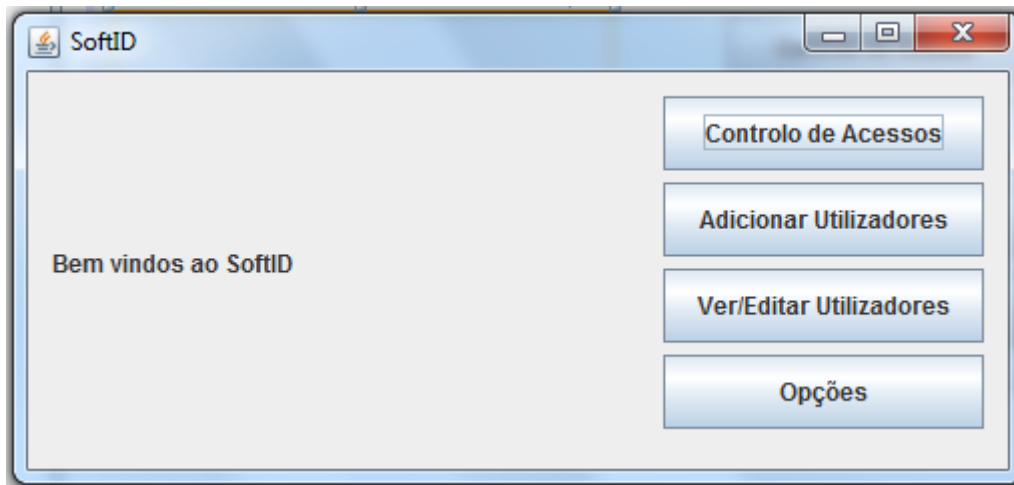 SoftID
Controlo de Acessos
Adicionar Utilizadores
Bem vindos ao SoftID
Ver/Editar Utilizadores
Opções